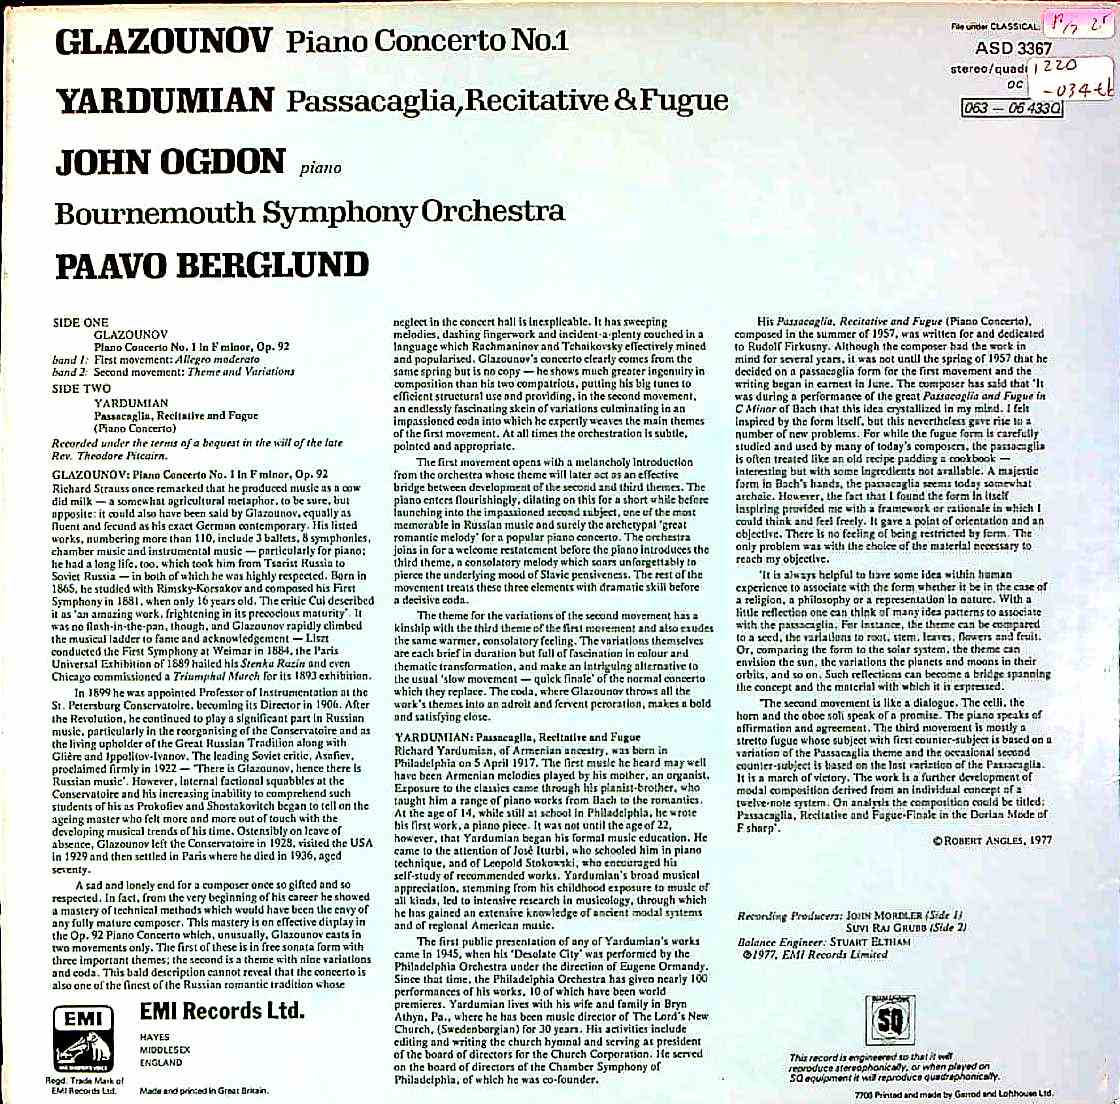 GLAZOUNOV Piano Concerto No.1
YARDUMIAN Passacaglia, Recitative & Fugue
JOHN OGDON piano
Bournemouth Symphony Orchestra
PAAVO BERGLUND
File under CLASSICAL:
ASD 3367
stereo/quad
OC
1220
-034-tt
063 – 06 433Q
SIDE ONE
GLAZOUNOV
Piano Concerto No. 1 in F minor, Op. 92
band 1: First movement: Allegro moderato
band 2: Second movement: Theme and Variations
SIDE TWO
YARDUMIAN
Passacaglia, Recitative and Fugue
(Piano Concerto)
Recorded under the terms of a bequest in the will of the late
Rev. Theodore Pitcairn.
GLAZOUNOV: Piano Concerto No. 1 in F minor, Op. 92
Richard Strauss once remarked that he produced music as a cow
did milk — a somewhat agricultural metaphor, to be sure, but
apposite: it could also have been said by Glazounov, equally as
fluent and fecund as his exact German contemporary. His listed
works, numbering more than 110, include 3 ballets, 8 symphonies,
chamber music and instrumental music — particularly for piano;
he had a long life, too, which took him from Tsarist Russia to
Soviet Russia — in both of which he was highly respected. Born in
1865, he studied with Rimsky-Korsakov and composed his First
Symphony in 1881, when only 16 years old. The critic Cui described
it as 'an amazing work, frightening in its precocious maturity'. It
was no flash-in-the-pan, though, and Glazounov rapidly climbed
the musical ladder to fame and acknowledgement — Liszt
conducted the First Symphony at Weimar in 1884, the Paris
Universal Exhibition of 1889 hailed his Stenka Razin and even
Chicago commissioned a Triumphal March for its 1893 exhibition.
In 1899 he was appointed Professor of Instrumentation at the
St. Petersburg Conservatoire, becoming its Director in 1906. After
the Revolution, he continued to play a significant part in Russian
music, particularly in the reorganising of the Conservatoire and as
the living upholder of the Great Russian Tradition along with
Glière and Ippolitov-Ivanov. The leading Soviet critic, Asafiev,
proclaimed firmly in 1922 — 'There is Glazounov, hence there is
Russian music'. However, internal factional squabbles at the
Conservatoire and his increasing inability to comprehend such
students of his as Prokofiev and Shostakovitch began to tell on the
ageing master who felt more and more out of touch with the
developing musical trends of his time. Ostensibly on leave of
absence, Glazounov left the Conservatoire in 1928, visited the USA
in 1929 and then settled in Paris where he died in 1936, aged
seventy.
A sad and lonely end for a composer once so gifted and so
respected. In fact, from the very beginning of his career he showed
a mastery of technical methods which would have been the envy of
any fully mature composer. This mastery is on effective display in
the Op. 92 Piano Concerto which, unusually, Glazounov casts in
two movements only. The first of these is in free sonata form with
three important themes; the second is a theme with nine variations
and coda. This bald description cannot reveal that the concerto is
also one of the finest of the Russian romantic tradition whose
neglect in the concert hall is inexplicable. It has sweeping
melodies, dashing fingerwork and incident-a-plenty couched in a
language which Rachmaninov and Tchaikovsky effectively mined
and popularised. Glazounov's concerto clearly comes from the
same spring but is no copy — he shows much greater ingenuity in
composition than his two compatriots, putting his big tunes to
efficient structural use and providing, in the second movement,
an endlessly fascinating skein of variations culminating in an
impassioned coda into which he expertly weaves the main themes
of the first movement. At all times the orchestration is subtle,
pointed and appropriate.
The first movement opens with a melancholy introduction
from the orchestra whose theme will later act as an effective
bridge between development of the second and third themes. The
piano enters flourishingly, dilating on this for a short while before
launching into the impassioned second subject, one of the most
memorable in Russian music and surely the archetypal 'great
romantic melody' for a popular piano concerto. The orchestra
joins in for a welcome restatement before the piano introduces the
third theme, a consolatory melody which soars unforgettably to
pierce the underlying mood of Slavic pensiveness. The rest of the
movement treats these three elements with dramatic skill before
a decisive coda.
The theme for the variations of the second movement has a
kinship with the third theme of the first movement and also exudes
the same warmer, consolatory feeling. The variations themselves
are each brief in duration but full of fascination in colour and
thematic transformation, and make an intriguing alternative to
the usual 'slow movement — quick finale' of the normal concerto
which they replace. The coda, where Glazounov throws all the
work's themes into an adroit and fervent peroration, makes a bold
and satisfying close.
YARDUMIAN: Passacaglia, Recitative and Fugue
Richard Yardumian, of Armenian ancestry, was born in
Philadelphia on 5 April 1917. The first music he heard may well
have been Armenian melodies played by his mother, an organist.
Exposure to the classics came through his pianist-brother, who
taught him a range of piano works from Bach to the romantics.
At the age of 14, while still at school in Philadelphia, he wrote
his first work, a piano piece. It was not until the age of 22,
however, that Yardumian began his formal music education. He
came to the attention of José Iturbi, who schooled him in piano
technique, and of Leopold Stokowski, who encouraged his
self-study of recommended works. Yardumian's broad musical
appreciation, stemming from his childhood exposure to music of
all kinds, led to intensive research in musicology, through which
he has gained an extensive knowledge of ancient modal systems
and of regional American music.
The first public presentation of any of Yardumian's works
came in 1945, when his 'Desolate City' was performed by the
Philadelphia Orchestra under the direction of Eugene Ormandy.
Since that time, the Philadelphia Orchestra has given nearly 100
performances of his works, 10 of which have been world
premieres. Yardumian lives with his wife and family in Bryn
Athyn, Pa., where he has been music director of The Lord's New
Church, (Swedenborgian) for 30 years. His activities include
editing and writing the church hymnal and serving as president
of the board of directors for the Church Corporation. He served
on the board of directors of the Chamber Symphony of
Philadelphia, of which he was co-founder.
His Passacaglia, Recitative and Fugue (Piano Concerto),
composed in the summer of 1957, was written for and dedicated
to Rudolf Firkusny. Although the composer had the work in
mind for several years, it was not until the spring of 1957 that he
decided on a passacaglia form for the first movement and the
writing began in earnest in June. The composer has said that 'It
was during a performance of the great Passacaglia and Fugue in
C Minor of Bach that this idea crystallized in my mind. I felt
inspired by the form itself, but this nevertheless gave rise to a
number of new problems. For while the fugue form is carefully
studied and used by many of today's composers, the passacaglia
is often treated like an old recipe padding a cookbook —
interesting but with some ingredients not available. A majestic
form in Bach's hands, the passacaglia seems today somewhat
archaic. However, the fact that I found the form in itself
inspiring provided me with a framework or rationale in which I
could think and feel freely. It gave a point of orientation and an
objective. There is no feeling of being restricted by form. The
only problem was with the choice of the material necessary to
reach my objective.
'It is always helpful to have some idea within human
experience to associate with the form whether it be in the case of
a religion, a philosophy or a representation in nature. With a
little reflection one can think of many idea patterns to associate
with the passacaglia. For instance, the theme can be compared
to a seed, the variations to root, stem, leaves, flowers and fruit.
Or, comparing the form to the solar system, the theme can
envision the sun, the variations the planets and moons in their
orbits, and so on. Such reflections can become a bridge spanning
the concept and the material with which it is expressed.
'The second movement is like a dialogue. The celli, the
horn and the oboe soli speak of a promise. The piano speaks of
affirmation and agreement. The third movement is mostly a
stretto fugue whose subject with first counter-subject is based on a
variation of the Passacaglia theme and the occasional second
counter-subject is based on the last variation of the Passacaglia.
It is a march of victory. The work is a further development of
modal composition derived from an individual concept of a
twelve-note system. On analysis the composition could be titled:
Passacaglia, Recitative and Fugue-Finale in the Dorian Mode of
F sharp'.
© ROBERT ANGLES, 1977
Recording Producers: JOHN MORDLER (Side 1)
SUVI RAJ GRUBB (Side 2)
Balance Engineer: STUART ELTHAM
℗1977, EMI Records Limited
EMI
HIS MASTER'S VOICE
Regd. Trade Mark of
EMI Records Ltd.
EMI Records Ltd.
HAYES
MIDDLESEX
ENGLAND
Made and printed in Great Britain.
SQ
This record is engineered so that it will
reproduce stereophonically, or when played on
SQ equipment it will reproduce quadraphonically.
7708 Printed and made by Garrod and Lofthouse Ltd.